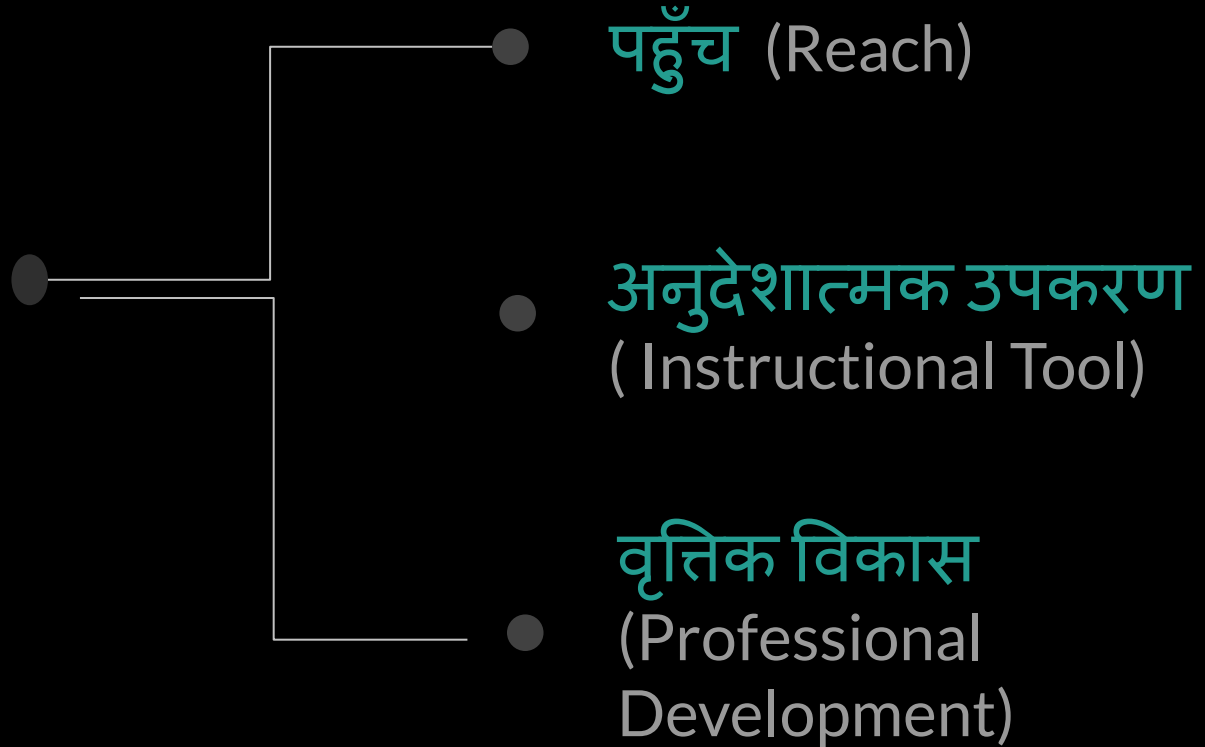 पहुँच (Reach)
अनुदेशात्मक उपकरण
( Instructional Tool)
वृत्तिक विकास
(Professional
Development)